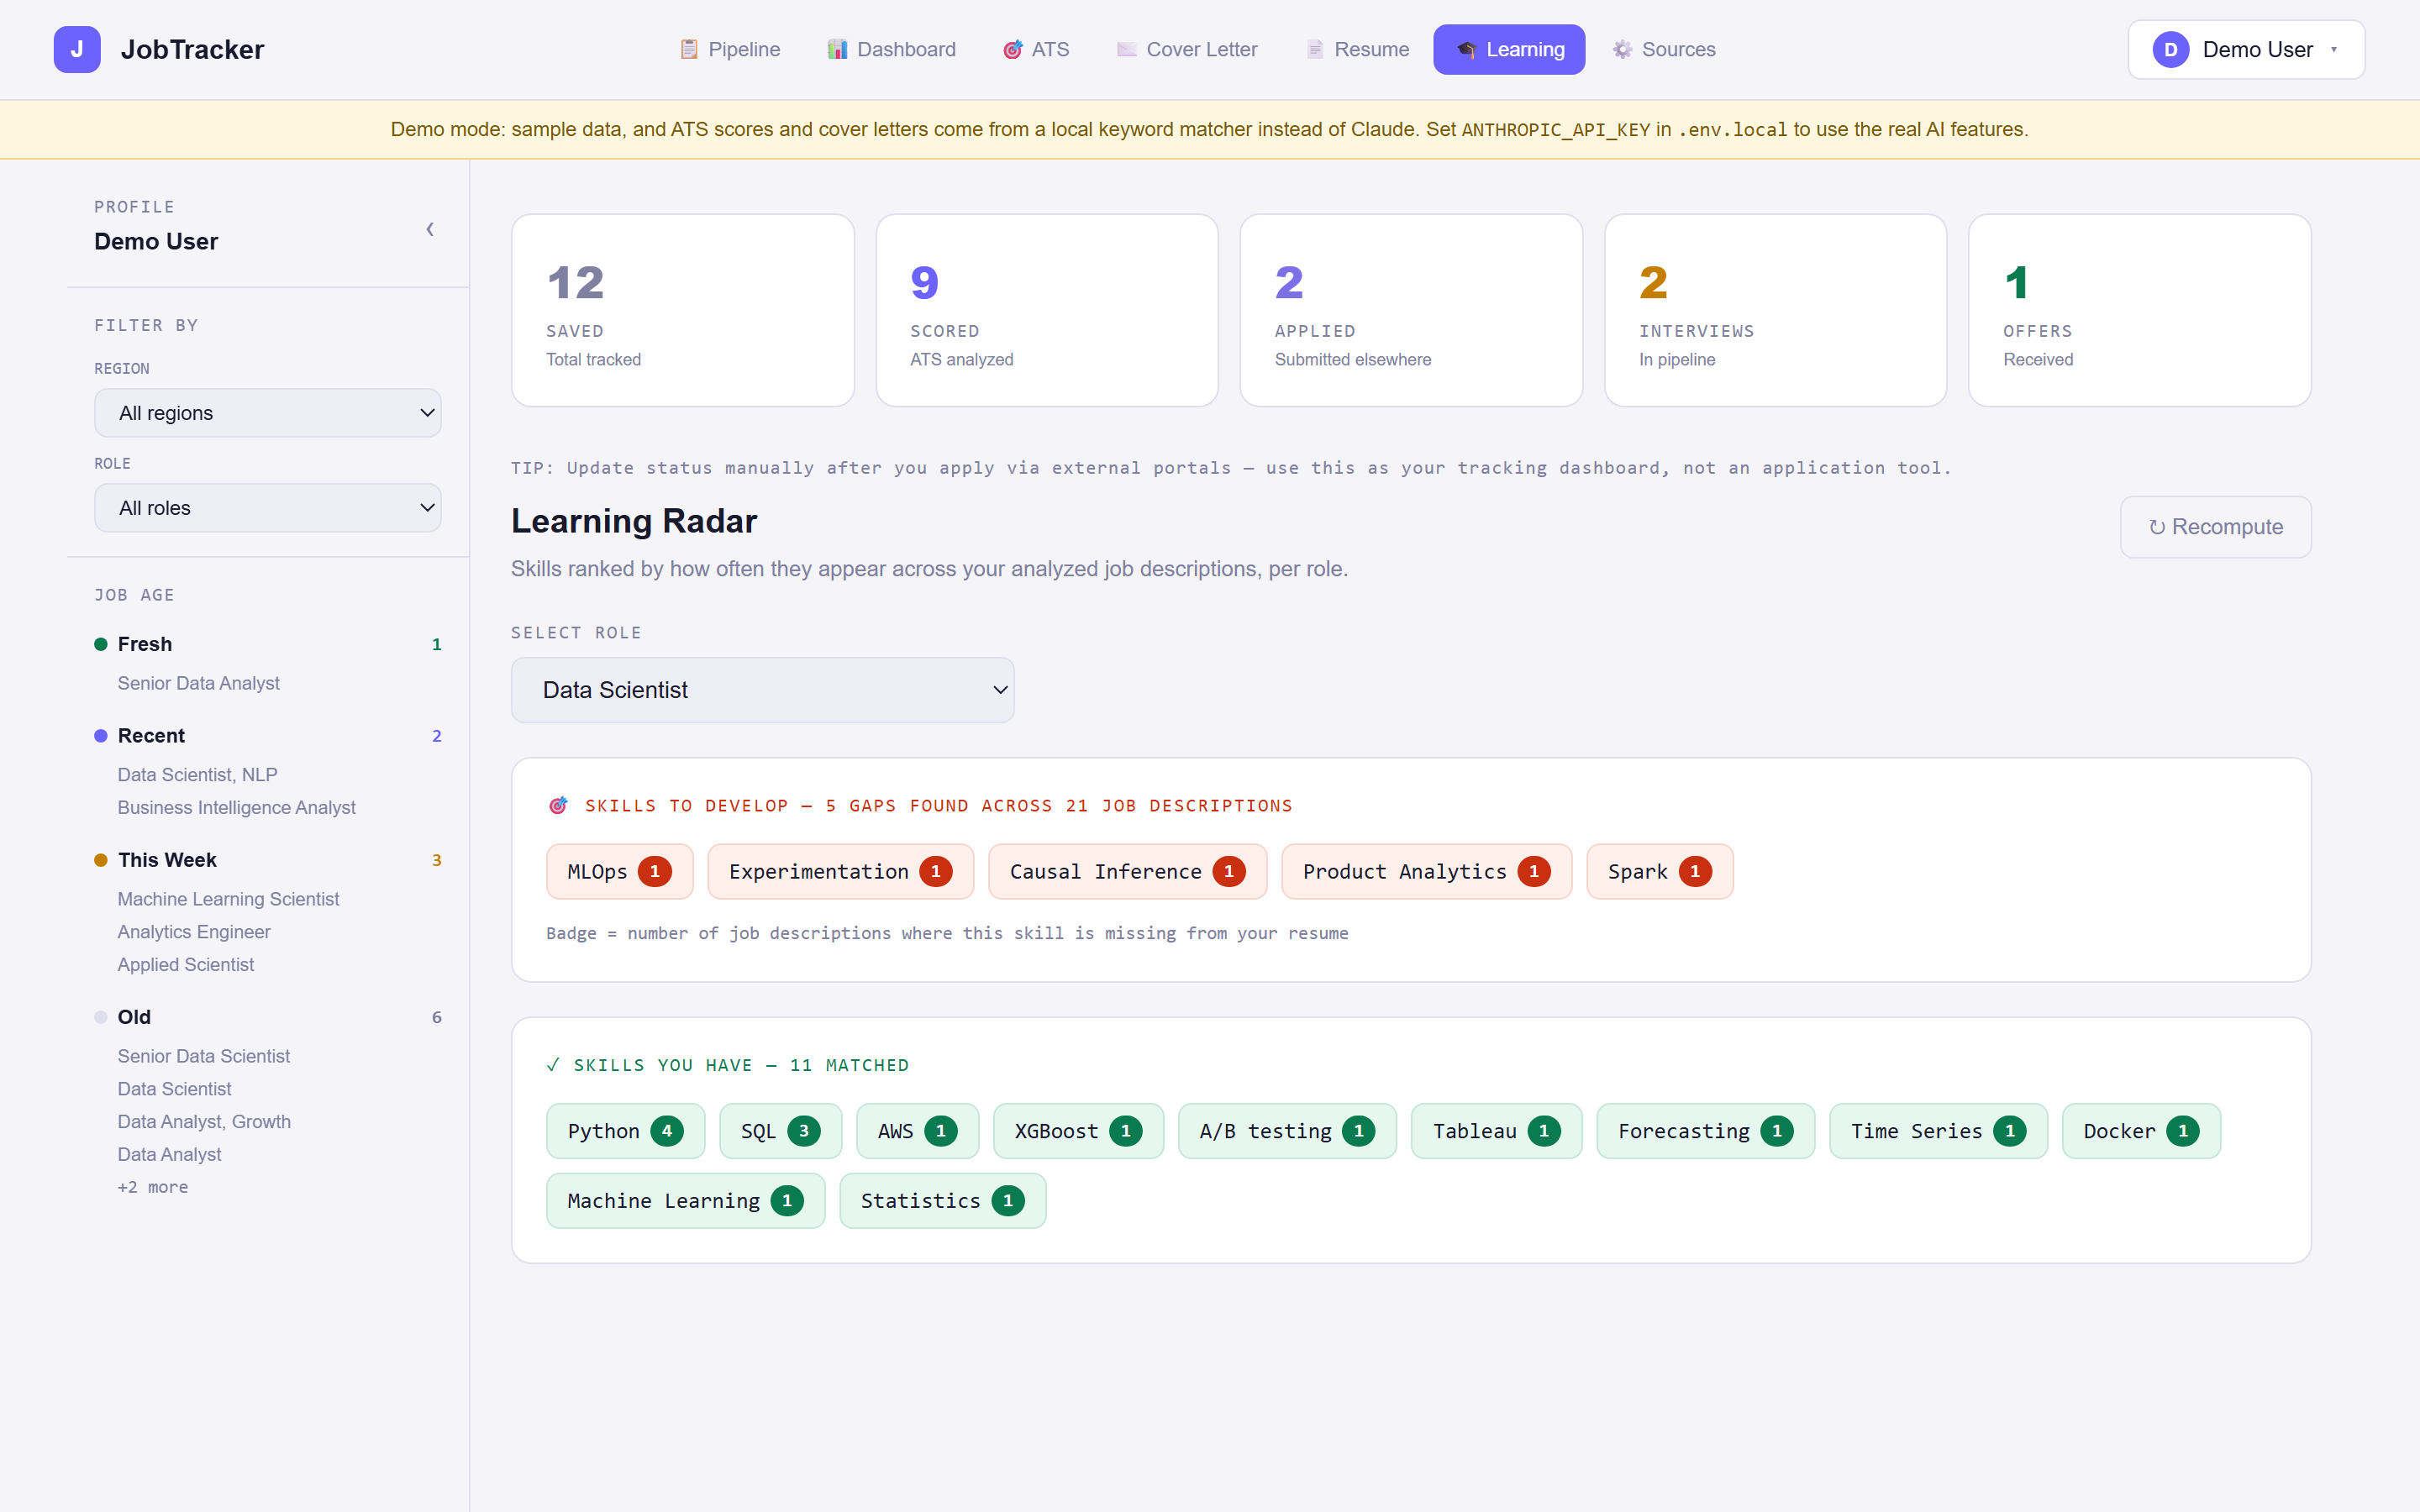 J JobTracker
📋 Pipeline 📊 Dashboard 🎯 ATS ✉️ Cover Letter 📄 Resume 🎓 Learning ⚙️ Sources
D Demo User ▾
Demo mode: sample data, and ATS scores and cover letters come from a local keyword matcher instead of Claude. Set ANTHROPIC_API_KEY in .env.local to use the real AI features.
PROFILE
Demo User
‹
FILTER BY
REGION
All regions
ROLE
All roles
JOB AGE
Fresh 1
Senior Data Analyst
Recent 2
Data Scientist, NLP
Business Intelligence Analyst
This Week 3
Machine Learning Scientist
Analytics Engineer
Applied Scientist
Old 6
Senior Data Scientist
Data Scientist
Data Analyst, Growth
Data Analyst
+2 more
12
SAVED
Total tracked
9
SCORED
ATS analyzed
2
APPLIED
Submitted elsewhere
2
INTERVIEWS
In pipeline
1
OFFERS
Received
TIP: Update status manually after you apply via external portals — use this as your tracking dashboard, not an application tool.
Learning Radar
↻ Recompute
Skills ranked by how often they appear across your analyzed job descriptions, per role.
SELECT ROLE
Data Scientist
🎯 SKILLS TO DEVELOP — 5 GAPS FOUND ACROSS 21 JOB DESCRIPTIONS
MLOps 1 Experimentation 1 Causal Inference 1 Product Analytics 1 Spark 1
Badge = number of job descriptions where this skill is missing from your resume
✓ SKILLS YOU HAVE — 11 MATCHED
Python 4 SQL 3 AWS 1 XGBoost 1 A/B testing 1 Tableau 1 Forecasting 1 Time Series 1 Docker 1
Machine Learning 1 Statistics 1